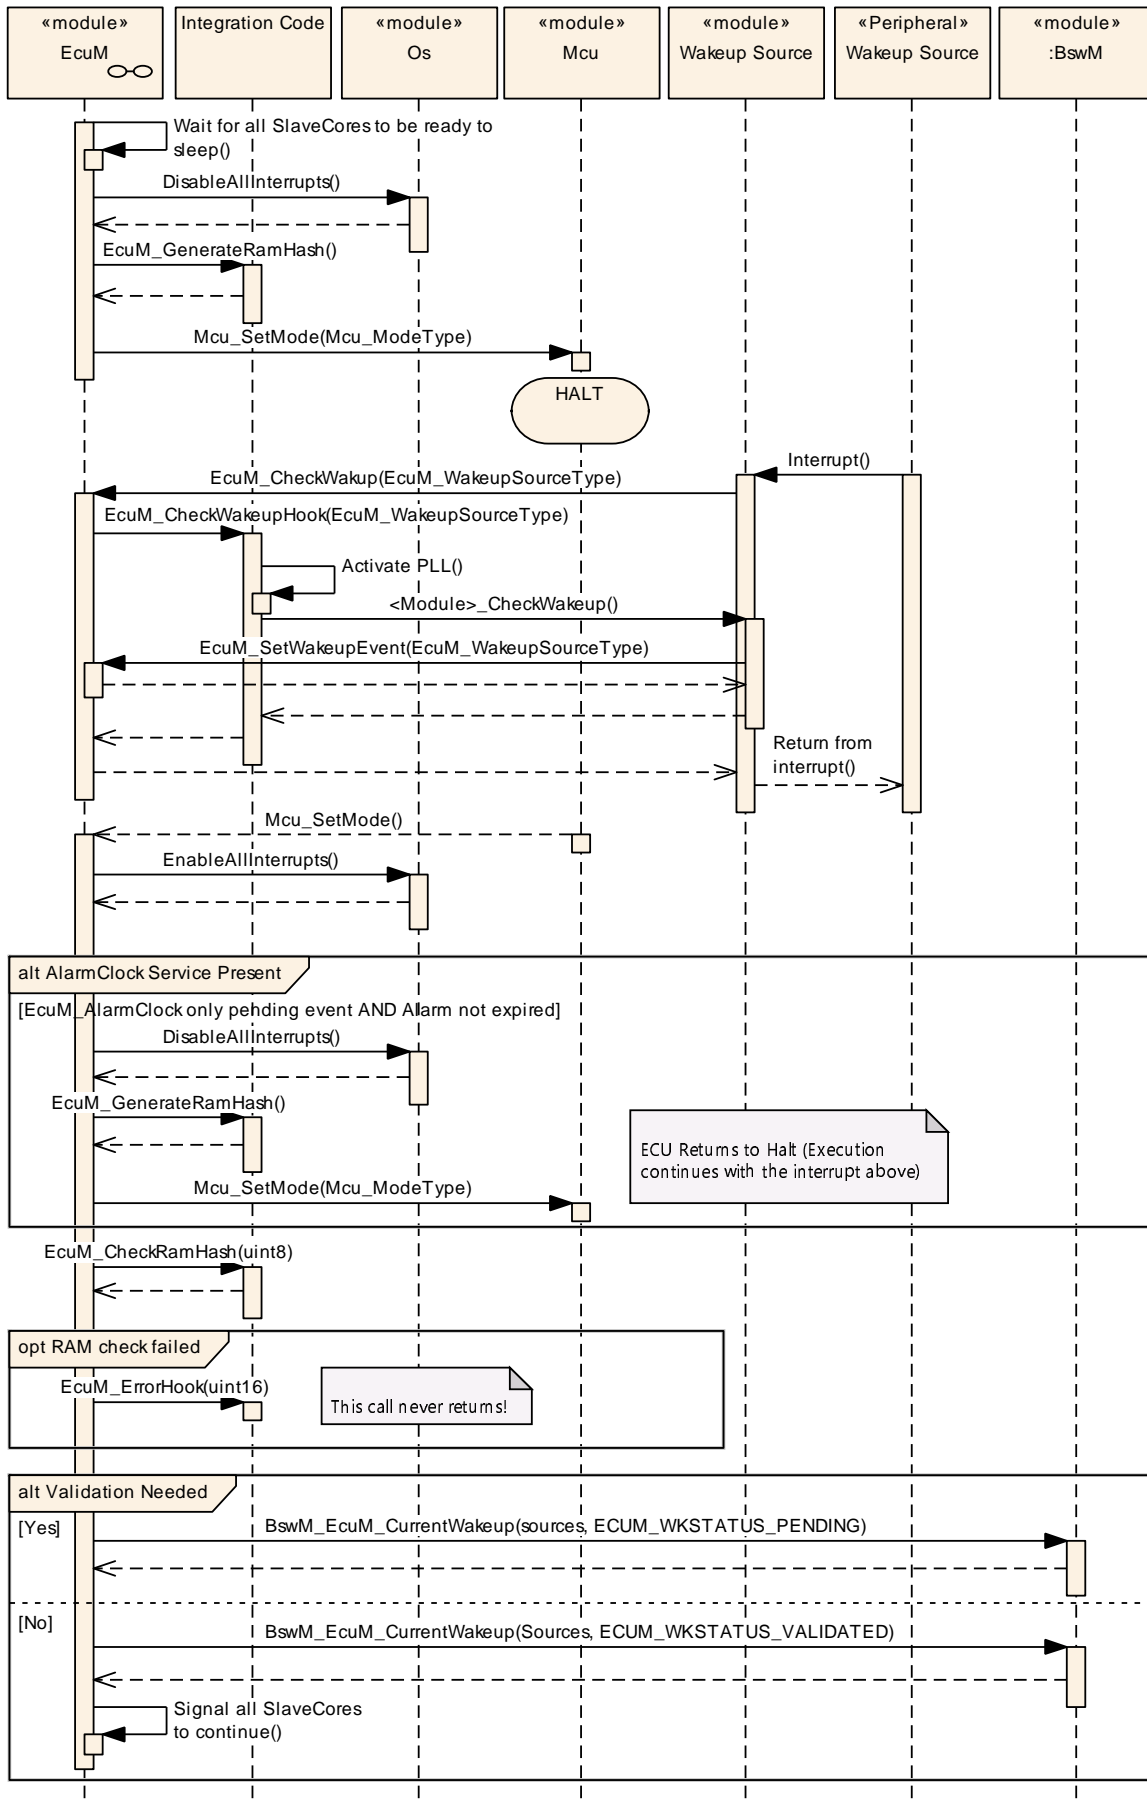 «module»
EcuM
Integration Code
«module»
Os
«module»
Mcu
«module»
Wakeup Source
«Peripheral»
Wakeup Source
«module»
:BswM
Wait for all SlaveCores to be ready to
sleep()
DisableAllInterrupts()
EcuM_GenerateRamHash()
Mcu_SetMode(Mcu_ModeType)
HALT
Interrupt()
EcuM_CheckWakup(EcuM_WakeupSourceType)
EcuM_CheckWakeupHook(EcuM_WakeupSourceType)
Activate PLL()
<Module>_CheckWakeup()
EcuM_SetWakeupEvent(EcuM_WakeupSourceType)
Return from
interrupt()
Mcu_SetMode()
EnableAllInterrupts()
alt AlarmClock Service Present
[EcuM_AlarmClock only pending event AND Alarm not expired]
DisableAllInterrupts()
EcuM_GenerateRamHash()
ECU Returns to Halt (Execution
continues with the interrupt above)
Mcu_SetMode(Mcu_ModeType)
EcuM_CheckRamHash(uint8)
opt RAM check failed
EcuM_ErrorHook(uint16)
This call never returns!
alt Validation Needed
[Yes]
BswM_EcuM_CurrentWakeup(sources, ECUM_WKSTATUS_PENDING)
[No]
BswM_EcuM_CurrentWakeup(Sources, ECUM_WKSTATUS_VALIDATED)
Signal all SlaveCores
to continue()